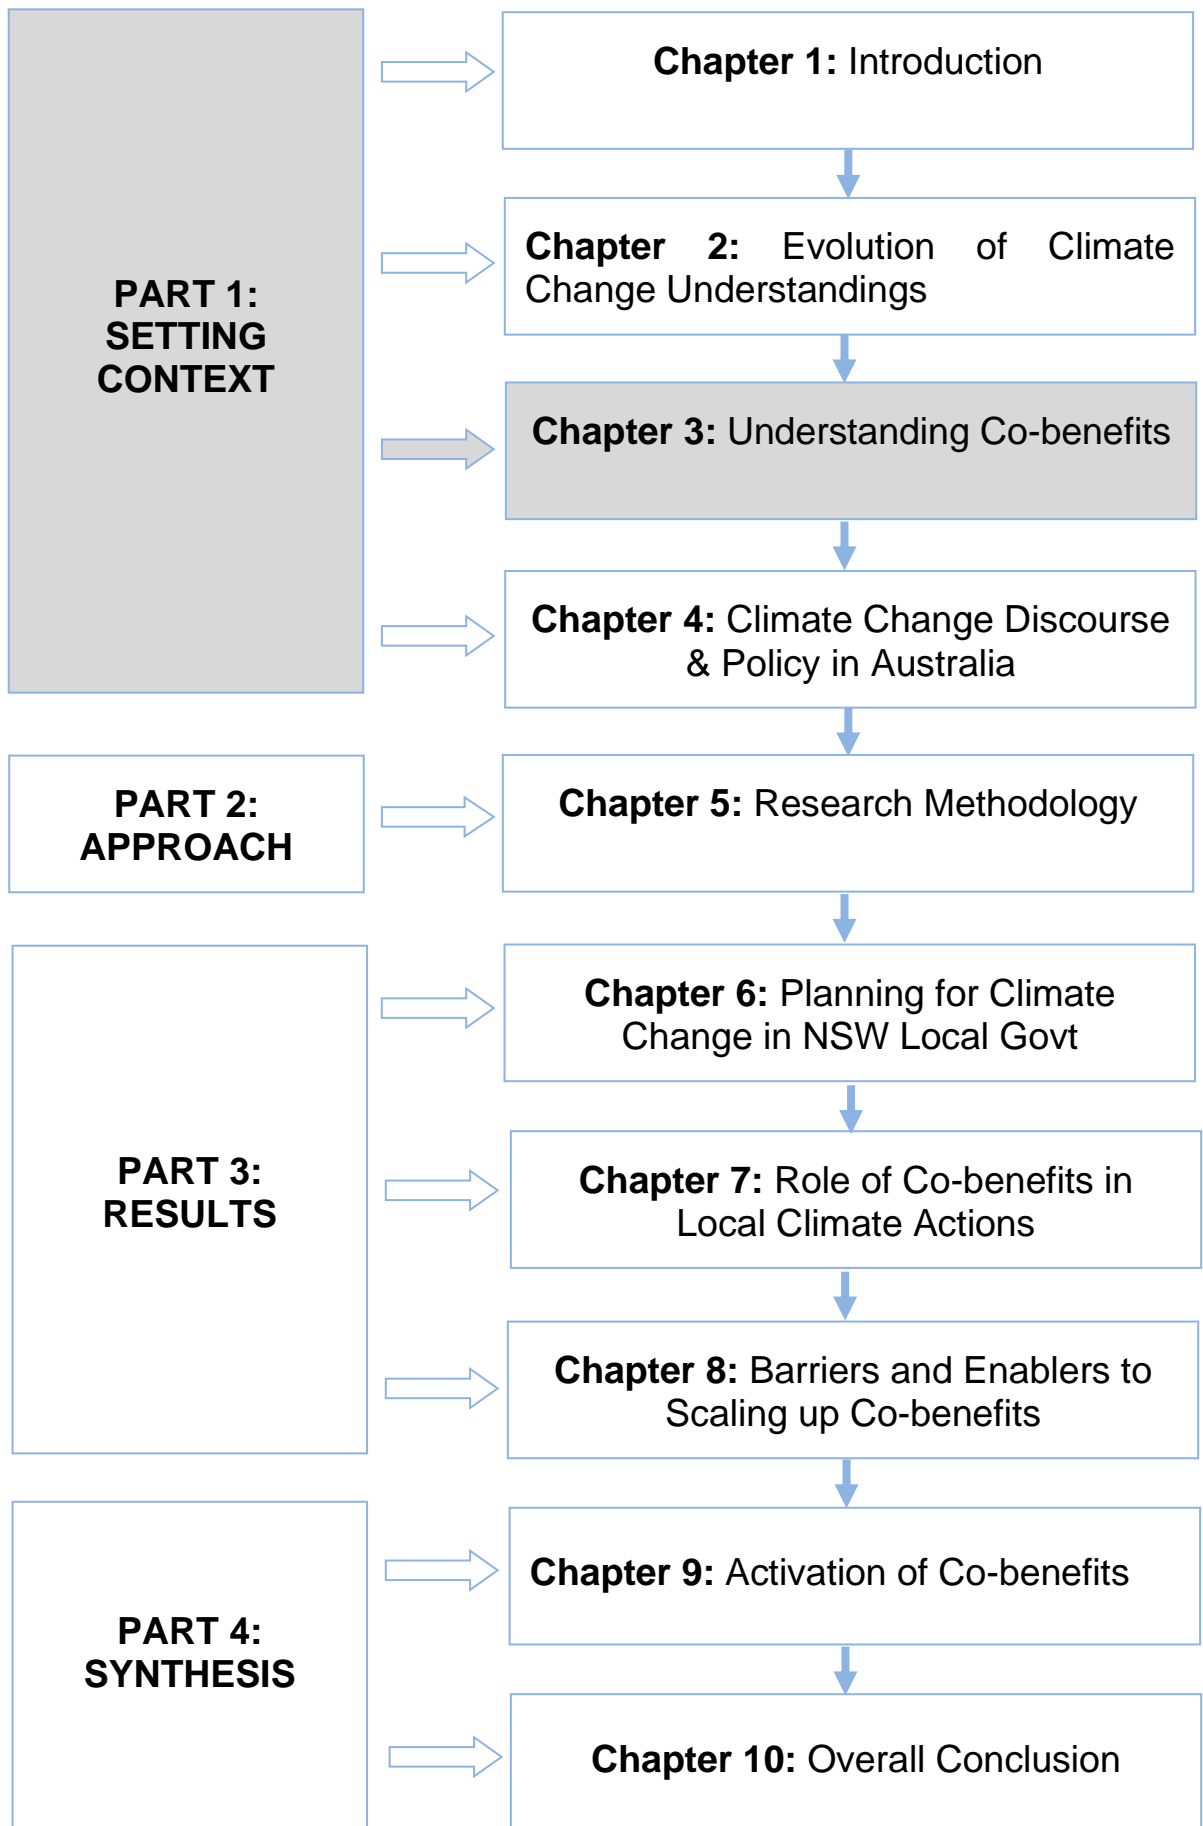 PART 1:
SETTING
CONTEXT
Chapter 1: Introduction
Chapter 2: Evolution of Climate
Change Understandings
Chapter 3: Understanding Co-benefits
Chapter 4: Climate Change Discourse
& Policy in Australia
PART 2:
APPROACH
Chapter 5: Research Methodology
PART 3:
RESULTS
Chapter 6: Planning for Climate
Change in NSW Local Govt
Chapter 7: Role of Co-benefits in
Local Climate Actions
Chapter 8: Barriers and Enablers to
Scaling up Co-benefits
PART 4:
SYNTHESIS
Chapter 9: Activation of Co-benefits
Chapter 10: Overall Conclusion